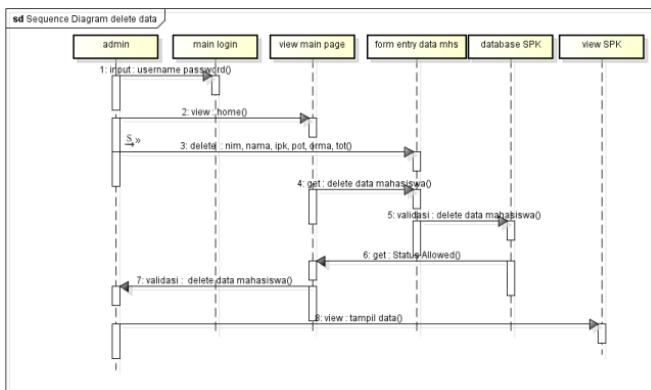 sd Sequence Diagram delete data
admin
main login
view main page
form entry data mhs
database SPK
view SPK
1: input : username password()
2: view : home()
S »
3: delete : nim, nama, ipk, pot, orma, tot()
4: get : delete data mahasiswa()
5: validasi : delete data mahasiswa()
6: get : Status Allowed()
7: validasi : delete data mahasiswa()
8: view : tampil data()